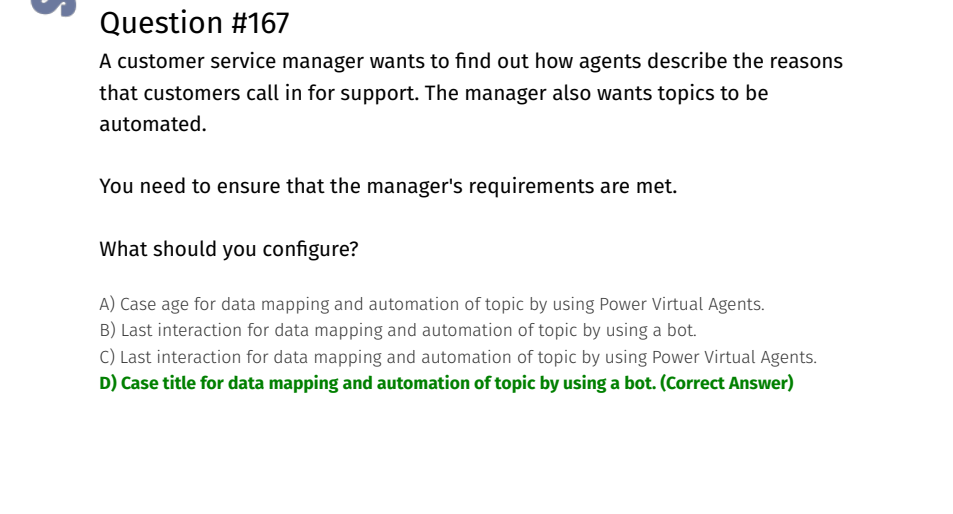 Question #167
A customer service manager wants to find out how agents describe the reasons
that customers call in for support. The manager also wants topics to be
automated.
You need to ensure that the manager's requirements are met.
What should you configure?
A) Case age for data mapping and automation of topic by using Power Virtual Agents.
B) Last interaction for data mapping and automation of topic by using a bot.
C) Last interaction for data mapping and automation of topic by using Power Virtual Agents.
D) Case title for data mapping and automation of topic by using a bot. (Correct Answer)